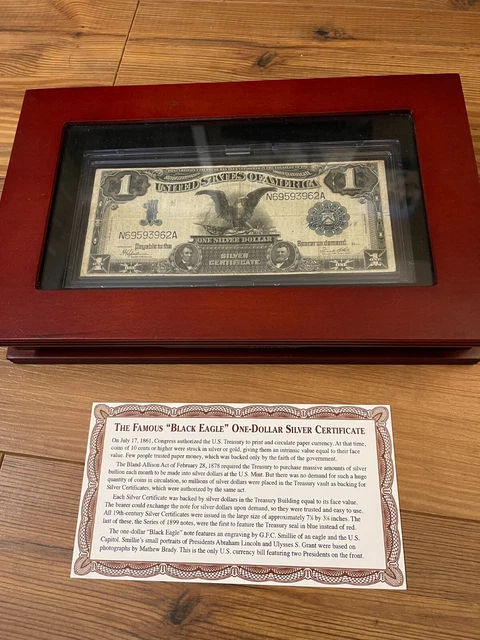 1
UNITED STATES OF AMERICA
1
N69593962A
N69593962A
Payable to the
Bearer on demand.
ONE SILVER DOLLAR
SILVER
CERTIFICATE
ONE
THE FAMOUS “BLACK EAGLE” ONE-DOLLAR SILVER CERTIFICATE
On July 17, 1861, Congress authorized the U.S. Treasury to print and circulate paper currency. At that time,
coins of 10 cents or higher were struck in silver or gold, giving them an intrinsic value equal to their face
value. Few people trusted paper money, which was backed only by the faith of the government.
The Bland-Allison Act of February 28, 1878 required the Treasury to purchase massive amounts of silver
bullion each month to be made into silver dollars at the U.S. Mint. But there was no demand for such a huge
quantity of coins in circulation, so millions of silver dollars were placed in the Treasury vault as backing for
Silver Certificates, which were authorized by the same act.
Each Silver Certificate was backed by silver dollars in the Treasury Building equal to its face value.
The bearer could exchange the note for silver dollars upon demand, so they were trusted and easy to use.
All 19th-century Silver Certificates were issued in the large size of approximately 7⅜ by 3⅛ inches. The
last of these, the Series of 1899 notes, were the first to feature the Treasury seal in blue instead of red.
The one-dollar “Black Eagle” note features an engraving by G.F.C. Smillie of an eagle and the U.S.
Capitol. Smillie's small portraits of Presidents Abraham Lincoln and Ulysses S. Grant were based on
photographs by Mathew Brady. This is the only U.S. currency bill featuring two Presidents on the front.